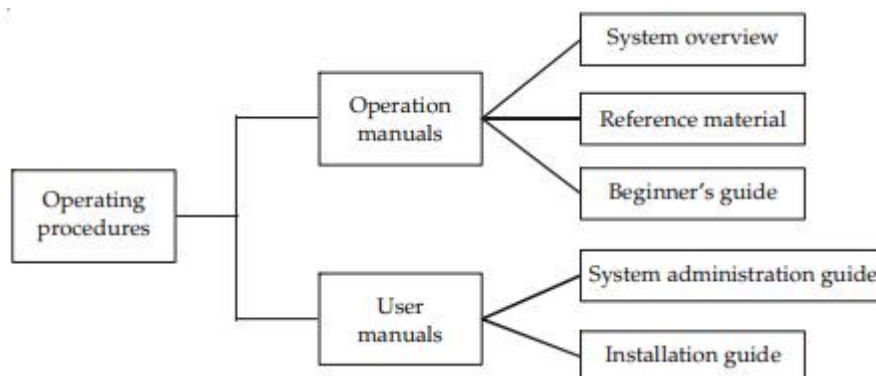 System overview
Operation
manuals
Reference material
Beginner's guide
Operating
procedures
System administration guide
User
manuals
Installation guide